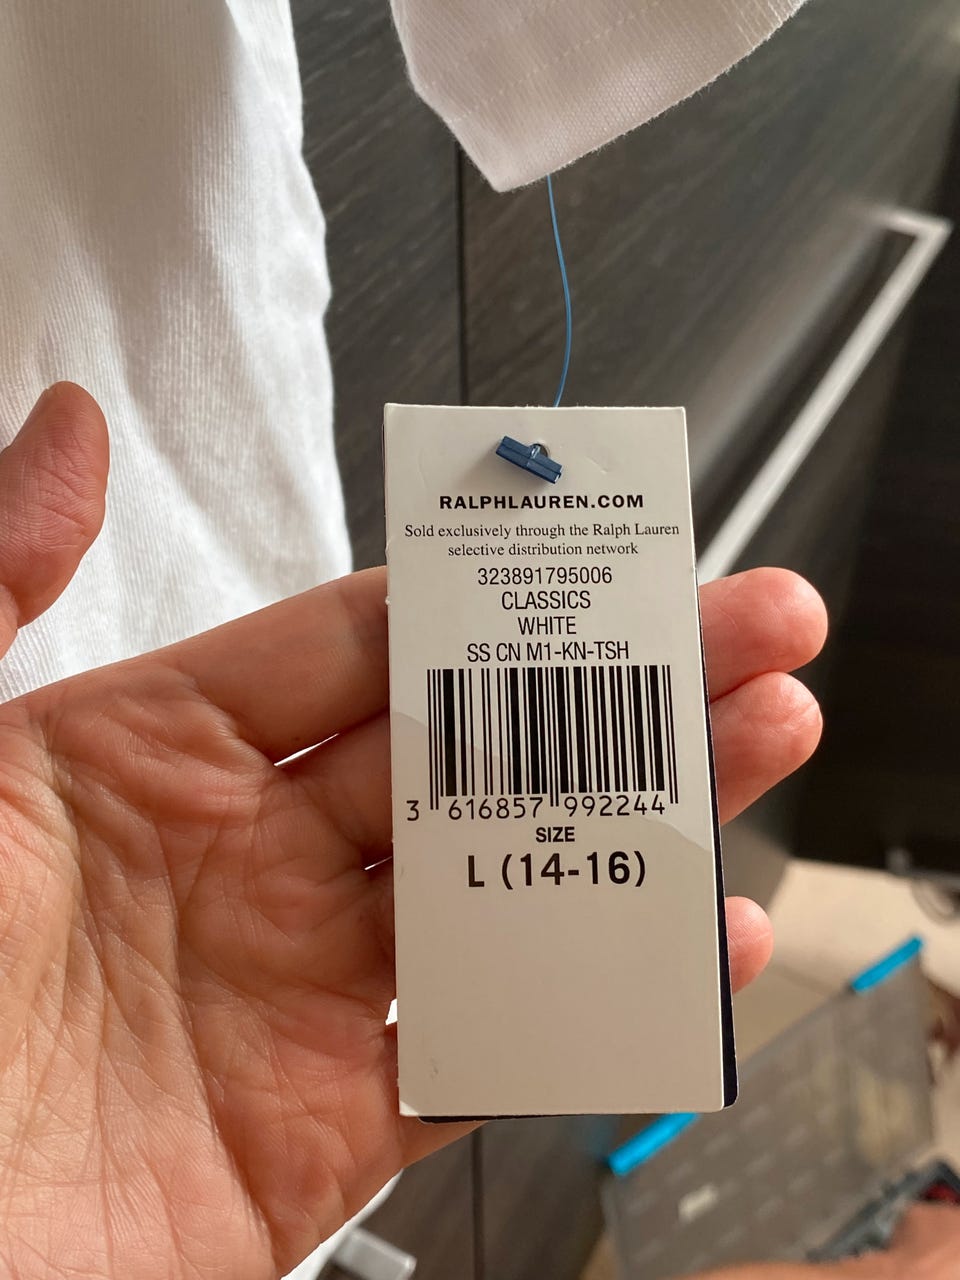 RALPHLAUREN.COM
Sold exclusively through the Ralph Lauren
selective distribution network
323891795006
CLASSICS
WHITE
SS CN M1-KN-TSH
3 616857 992244
SIZE
L (14-16)